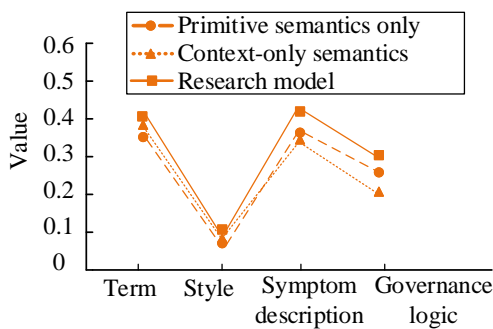 Primitive semantics only
Context-only semantics
Research model
0.6
0.5
0.4
0.3
0.2
0.1
0
Value
Term
Style
Symptom
description
Governance
logic